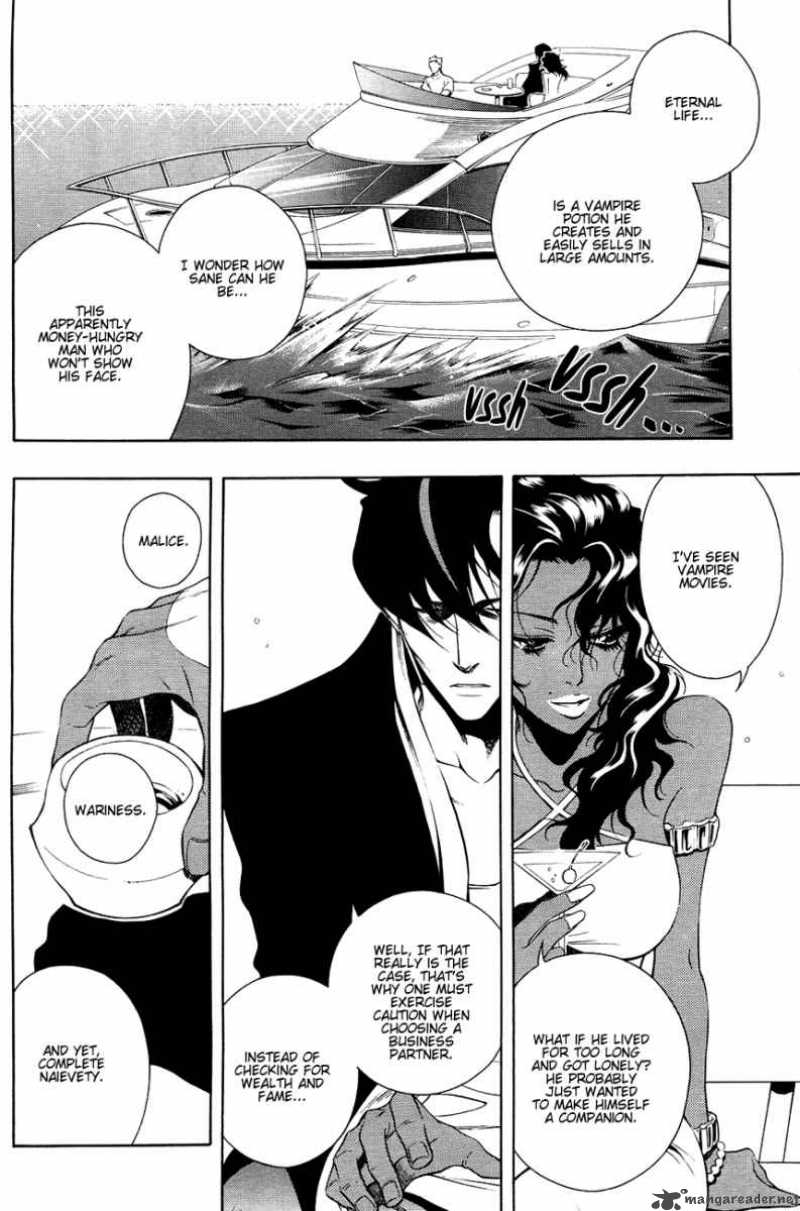 ETERNAL
LIFE...
IS A VAMPIRE
POTION HE
CREATES AND
EASILY SELLS IN
LARGE AMOUNTS.
I WONDER HOW
SANE CAN HE
BE...
THIS
APPARENTLY
MONEY-HUNGRY
MAN WHO
WON'T SHOW
HIS FACE.
VSSH
VSSH...
I'VE SEEN
VAMPIRE
MOVIES.
WHAT IF HE LIVED
FOR TOO LONG
AND GOT LONELY?
HE PROBABLY
JUST WANTED
TO MAKE HIMSELF
A COMPANION.
WELL, IF THAT
REALLY IS THE
CASE, THAT'S
WHY ONE MUST
EXERCISE
CAUTION WHEN
CHOOSING A
BUSINESS
PARTNER.
INSTEAD OF
CHECKING FOR
WEALTH AND
FAME...
MALICE.
WARINESS.
AND YET,
COMPLETE
NAIEVETY.
mangareader.net